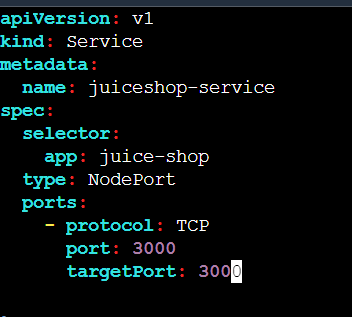 apiVersion: v1
kind: Service
metadata:
  name: juiceshop-service
spec:
  selector:
    app: juice-shop
  type: NodePort
  ports:
    - protocol: TCP
      port: 3000
      targetPort: 3000